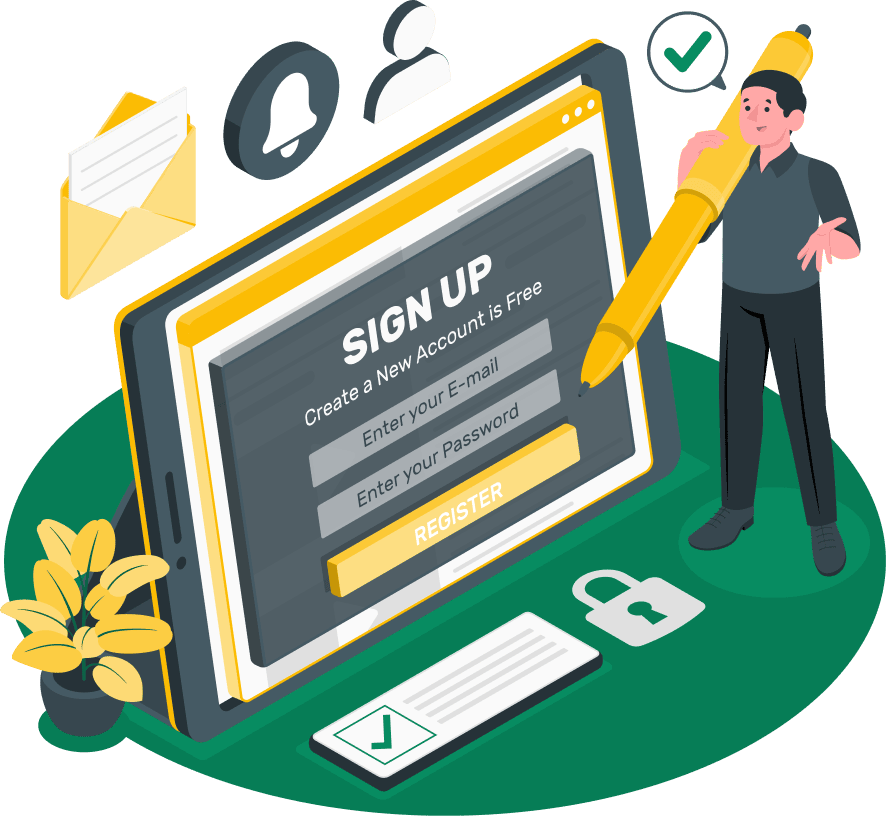 SIGN UP
Create a New Account is Free
Enter your E-mail
Enter your Password
REGISTER